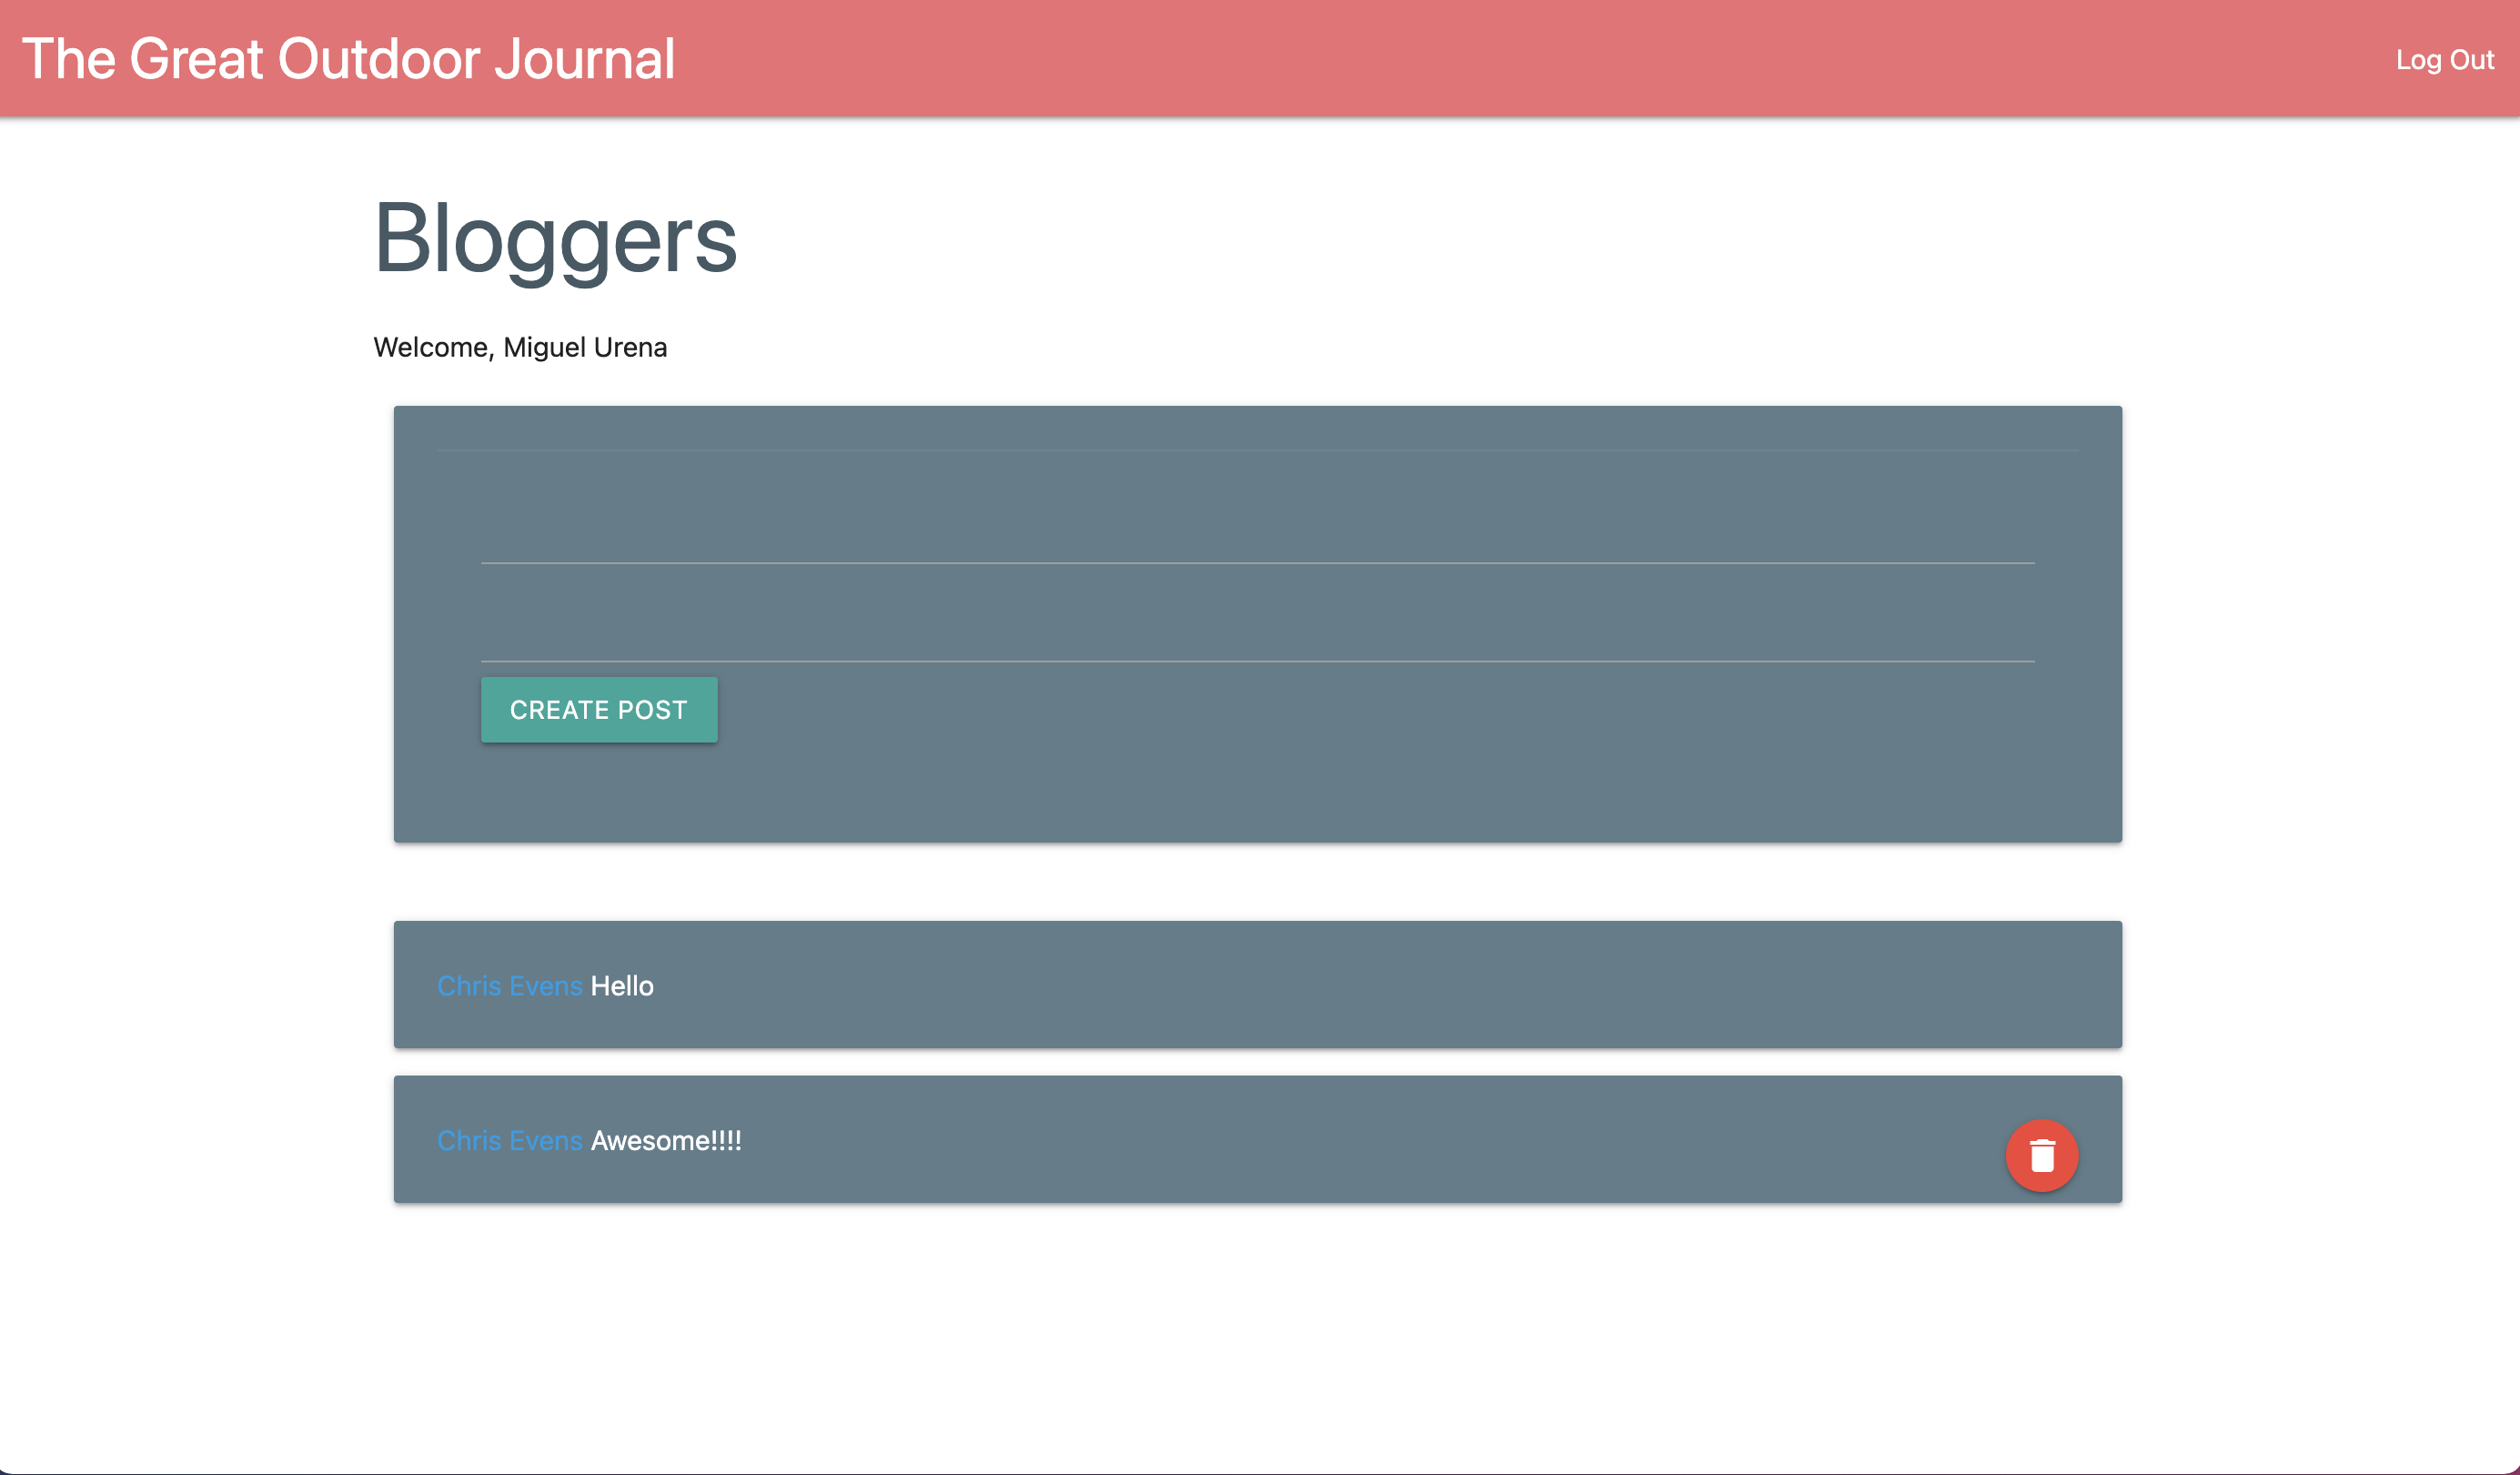 The Great Outdoor Journal
Log Out
Bloggers
Welcome, Miguel Urena
CREATE POST
Chris Evens Hello
Chris Evens Awesome!!!!